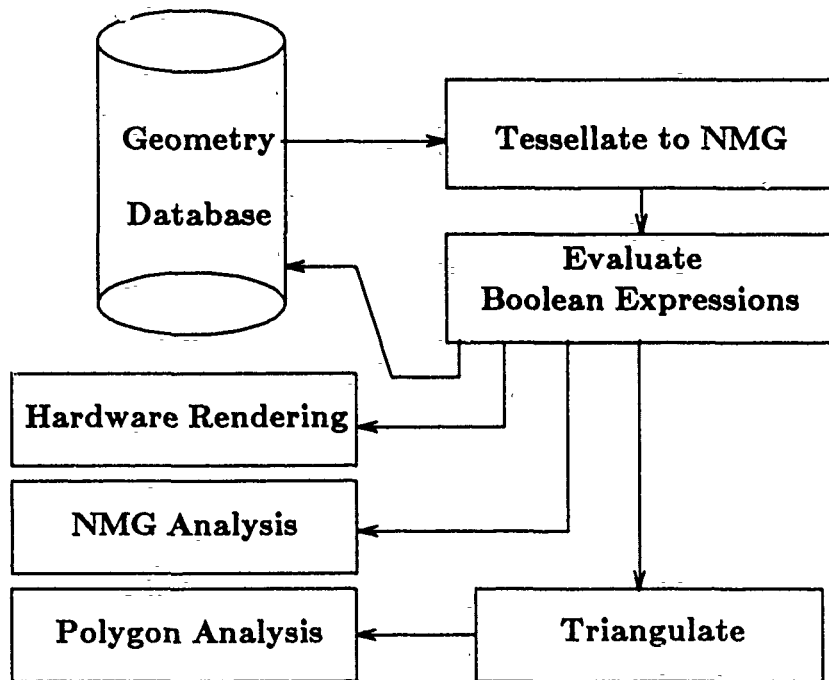 Geometry
Database
Tessellate to NMG
Evaluate
Boolean Expressions
Hardware Rendering
NMG Analysis
Polygon Analysis
Triangulate